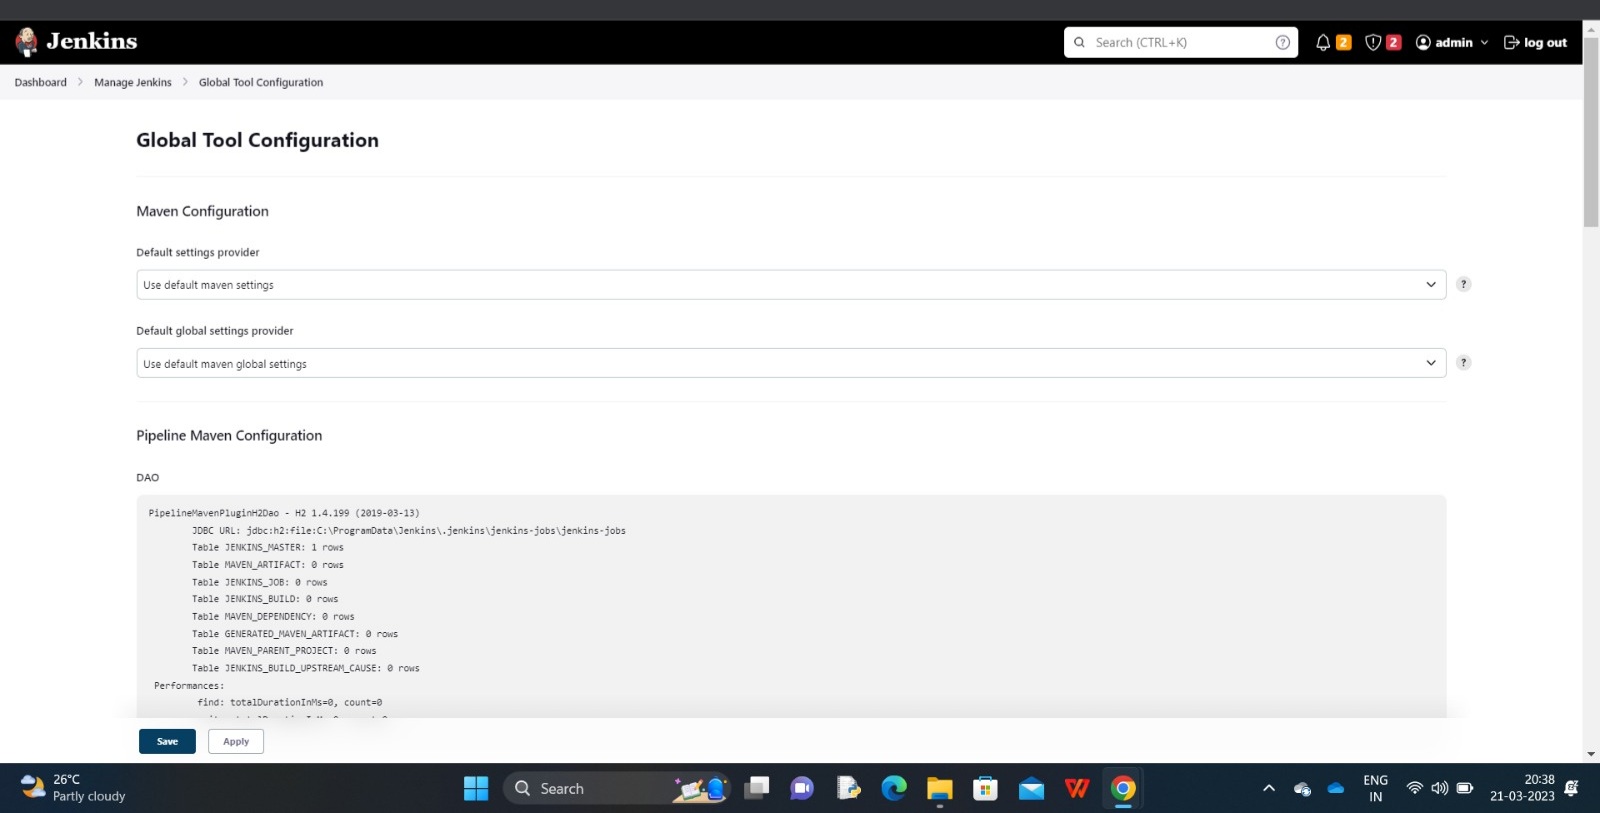 Jenkins
Search (CTRL+K)
?
2
2
admin
log out
Dashboard > Manage Jenkins > Global Tool Configuration
Global Tool Configuration
Maven Configuration
Default settings provider
Use default maven settings
?
Default global settings provider
Use default maven global settings
?
Pipeline Maven Configuration
DAO
PipelineMavenPluginH2Dao - H2 1.4.199 (2019-03-13)
JDBC URL: jdbc:h2:file:C:\ProgramData\Jenkins\.jenkins\jenkins-jobs\jenkins-jobs
Table JENKINS_MASTER: 1 rows
Table MAVEN_ARTIFACT: 0 rows
Table JENKINS_JOB: 0 rows
Table JENKINS_BUILD: 0 rows
Table MAVEN_DEPENDENCY: 0 rows
Table GENERATED_MAVEN_ARTIFACT: 0 rows
Table MAVEN_PARENT_PROJECT: 0 rows
Table JENKINS_BUILD_UPSTREAM_CAUSE: 0 rows
Performances:
find: totalDurationInMs=0, count=0
Save
Apply
26°C
Partly cloudy
Search
ENG
IN
20:38
21-03-2023